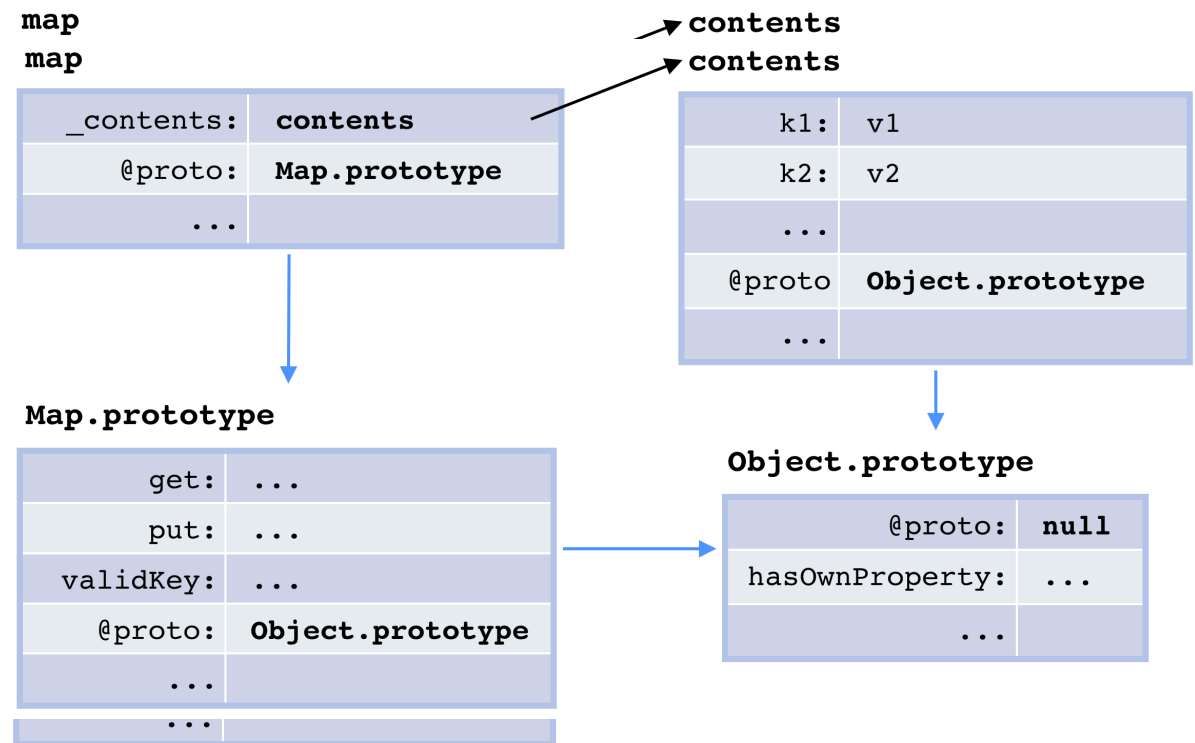 map
contents
map
contents
_contents: contents
@proto: Map.prototype
...
k1: v1
k2: v2
...
@proto Object.prototype
...
Map.prototype
get: ...
put: ...
validKey: ...
@proto: Object.prototype
...
...
Object.prototype
@proto: null
hasOwnProperty: ...
...